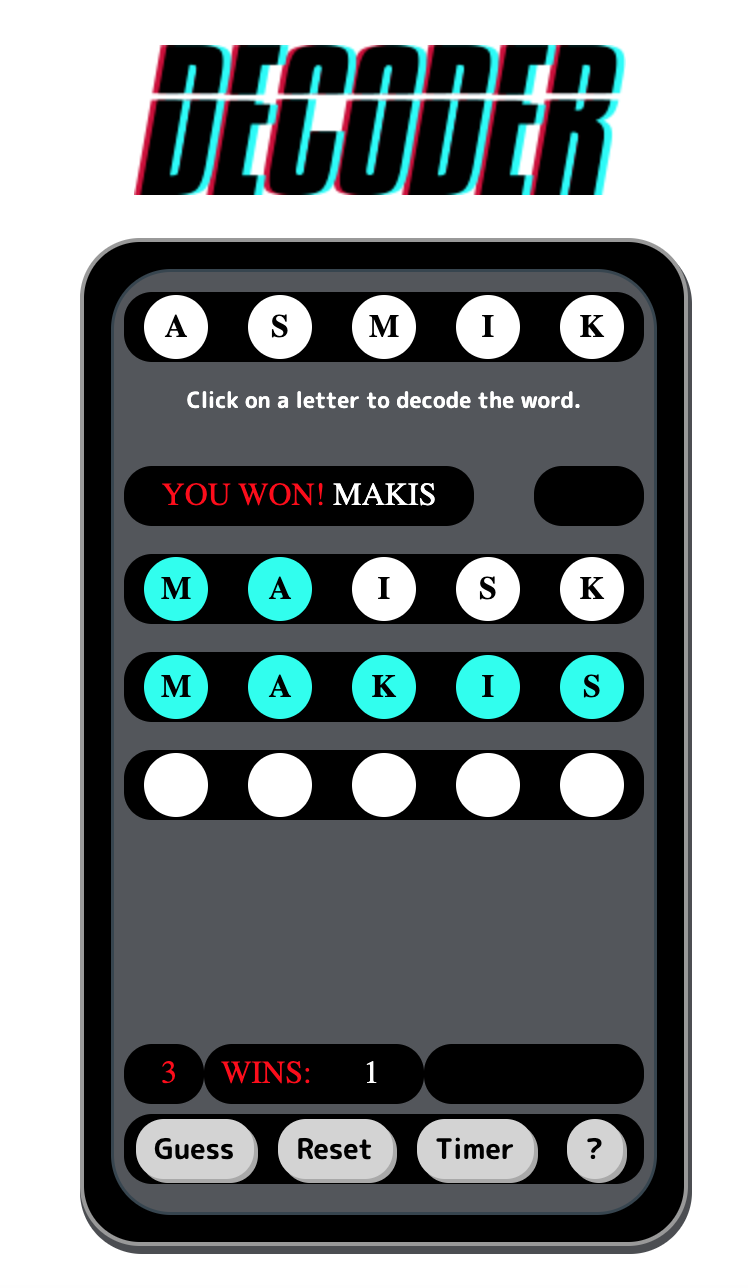 DECODER
A S M I K
Click on a letter to decode the word.
YOU WON! MAKIS
M A I S K
M A K I S
3 WINS: 1
Guess Reset Timer ?